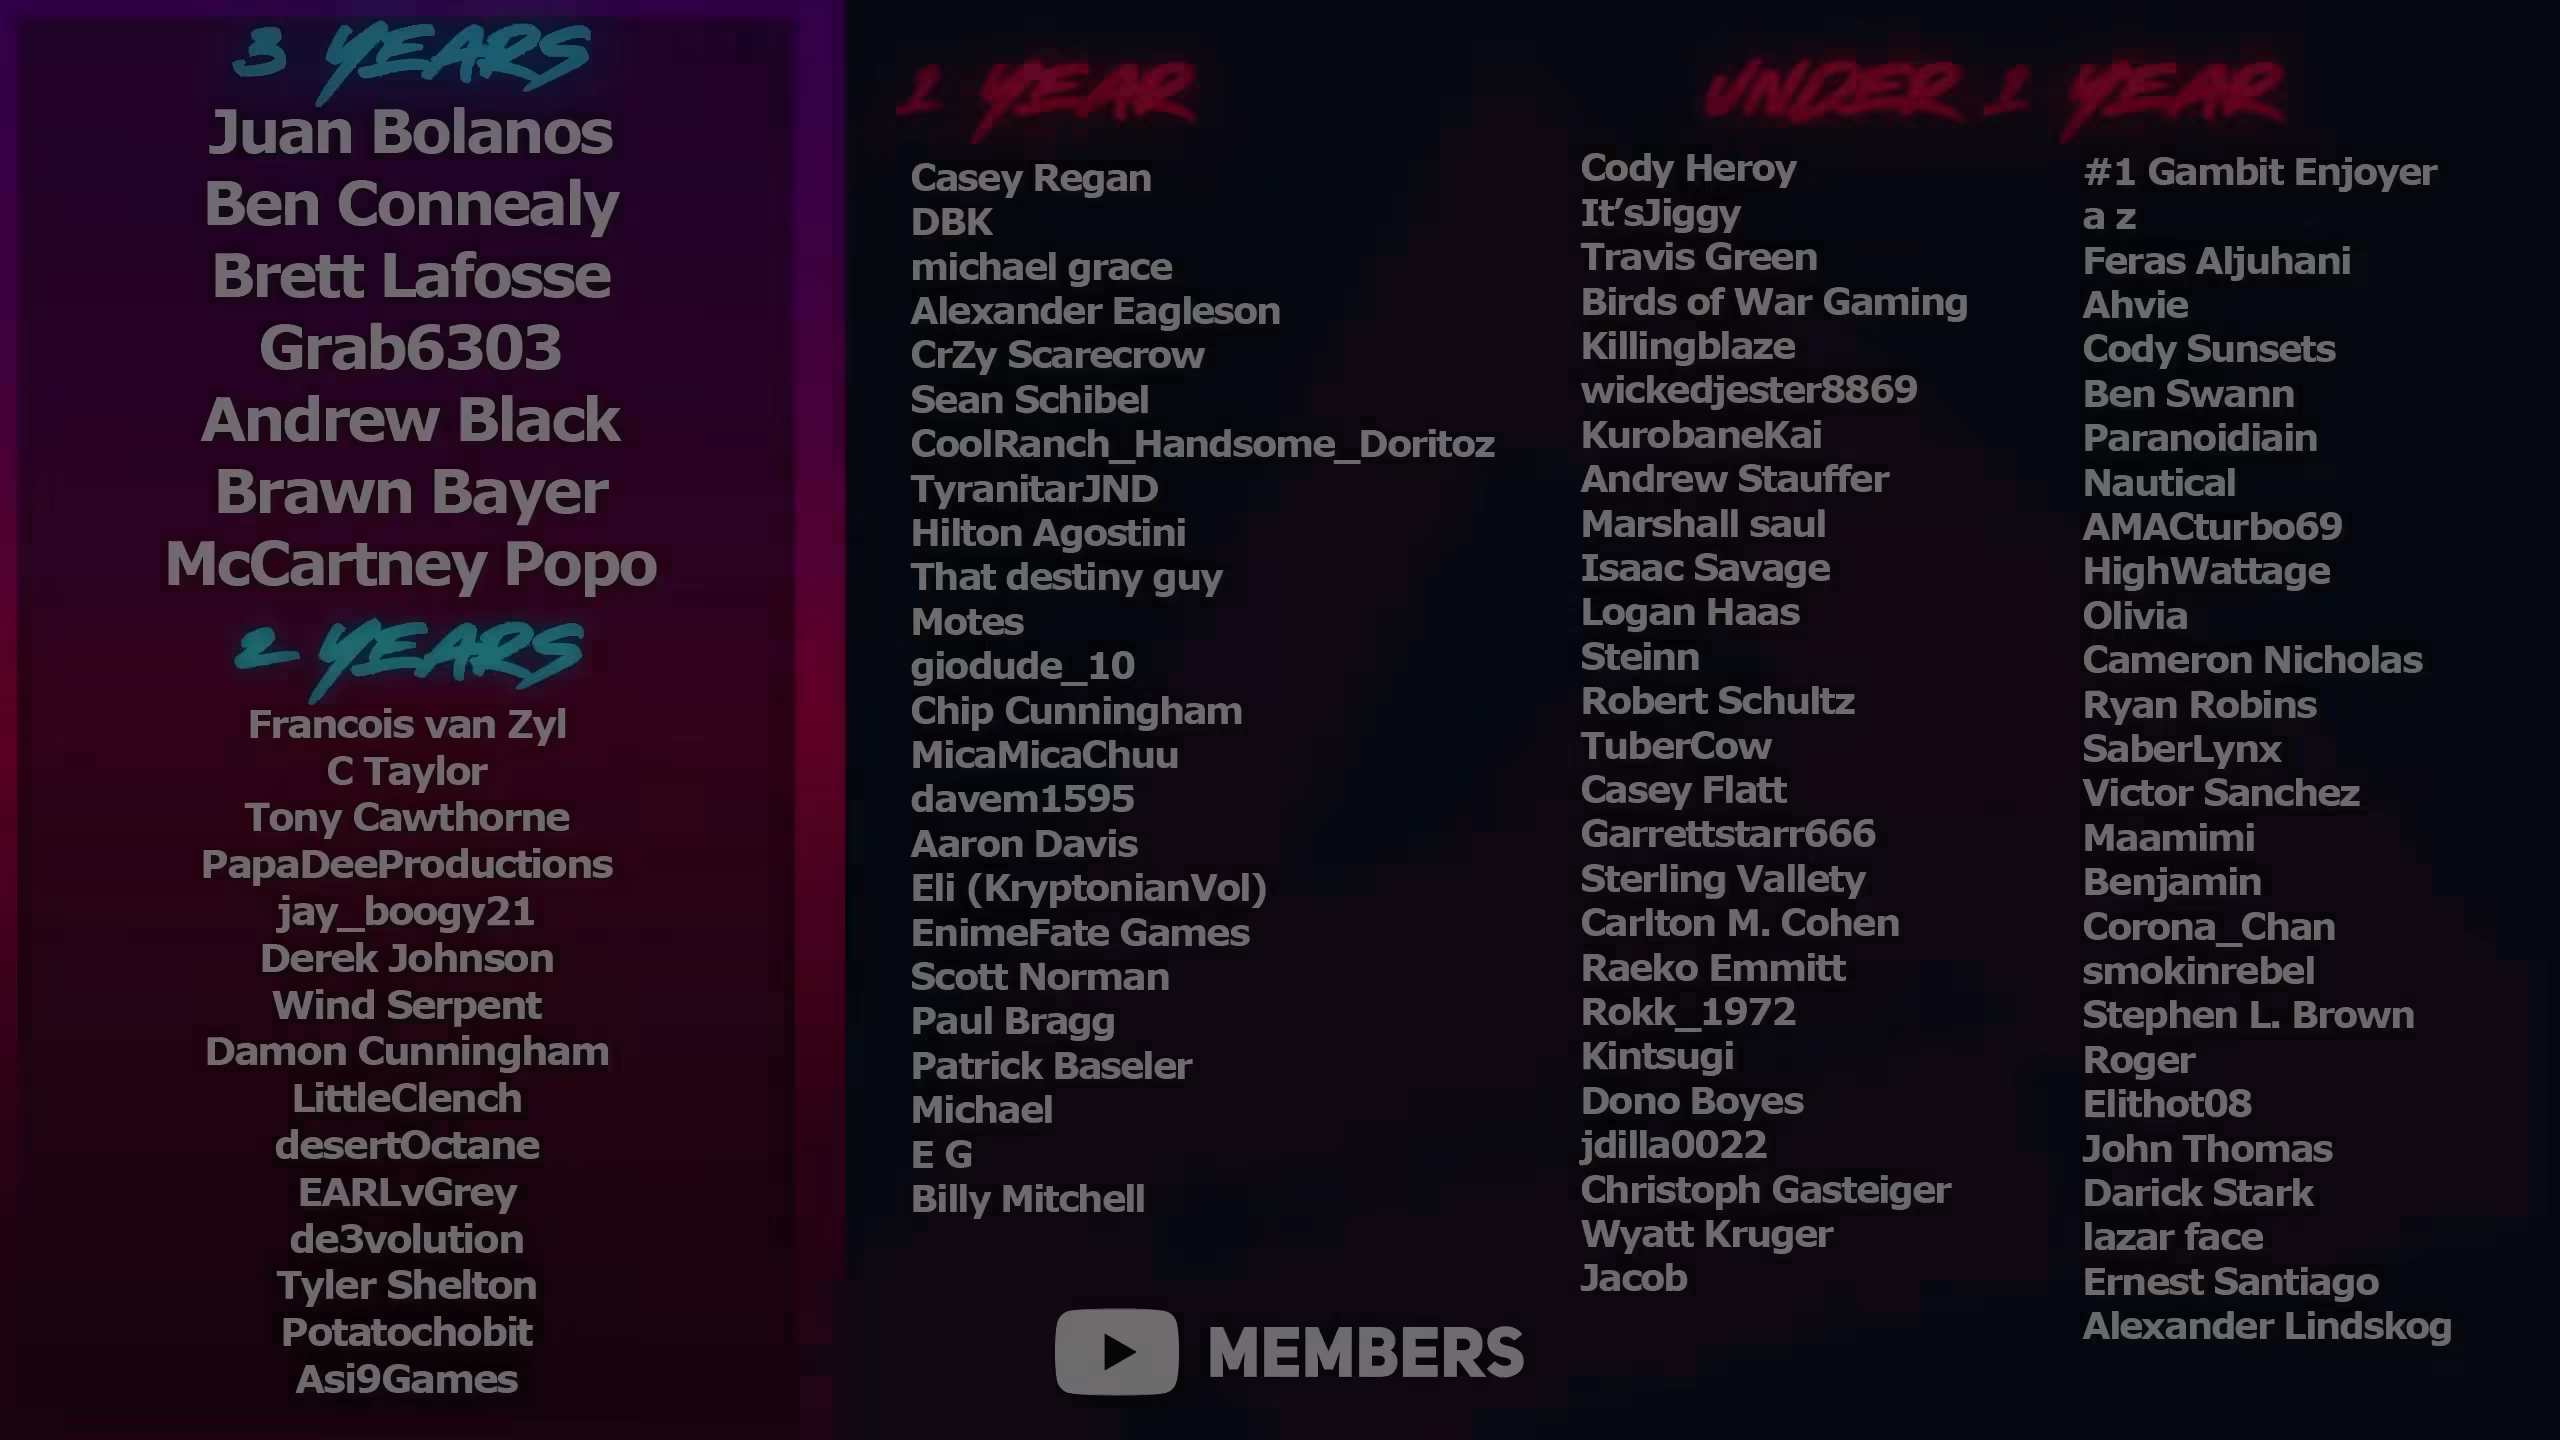 3 YEARS
Juan Bolanos
Ben Connealy
Brett Lafosse
Grab6303
Andrew Black
Brawn Bayer
McCartney Popo
2 YEARS
Francois van Zyl
C Taylor
Tony Cawthorne
PapaDeeProductions
jay_boogy21
Derek Johnson
Wind Serpent
Damon Cunningham
LittleClench
desertOctane
EARLvGrey
de3volution
Tyler Shelton
Potatochobit
Asi9Games
1 YEAR
Casey Regan
DBK
michael grace
Alexander Eagleson
CrZy Scarecrow
Sean Schibel
CoolRanch_Handsome_Doritoz
TyranitarJND
Hilton Agostini
That destiny guy
Motes
giodude_10
Chip Cunningham
MicaMicaChuu
davem1595
Aaron Davis
Eli (KryptonianVol)
EnimeFate Games
Scott Norman
Paul Bragg
Patrick Baseler
Michael
E G
Billy Mitchell
UNDER 1 YEAR
Cody Heroy
It’sJiggy
Travis Green
Birds of War Gaming
Killingblaze
wickedjester8869
KurobaneKai
Andrew Stauffer
Marshall saul
Isaac Savage
Logan Haas
Steinn
Robert Schultz
TuberCow
Casey Flatt
Garrettstarr666
Sterling Vallety
Carlton M. Cohen
Raeko Emmitt
Rokk_1972
Kintsugi
Dono Boyes
jdilla0022
Christoph Gasteiger
Wyatt Kruger
Jacob
#1 Gambit Enjoyer
a z
Feras Aljuhani
Ahvie
Cody Sunsets
Ben Swann
Paranoidiain
Nautical
AMACturbo69
HighWattage
Olivia
Cameron Nicholas
Ryan Robins
SaberLynx
Victor Sanchez
Maamimi
Benjamin
Corona_Chan
smokinrebel
Stephen L. Brown
Roger
Elithot08
John Thomas
Darick Stark
lazar face
Ernest Santiago
Alexander Lindskog
MEMBERS